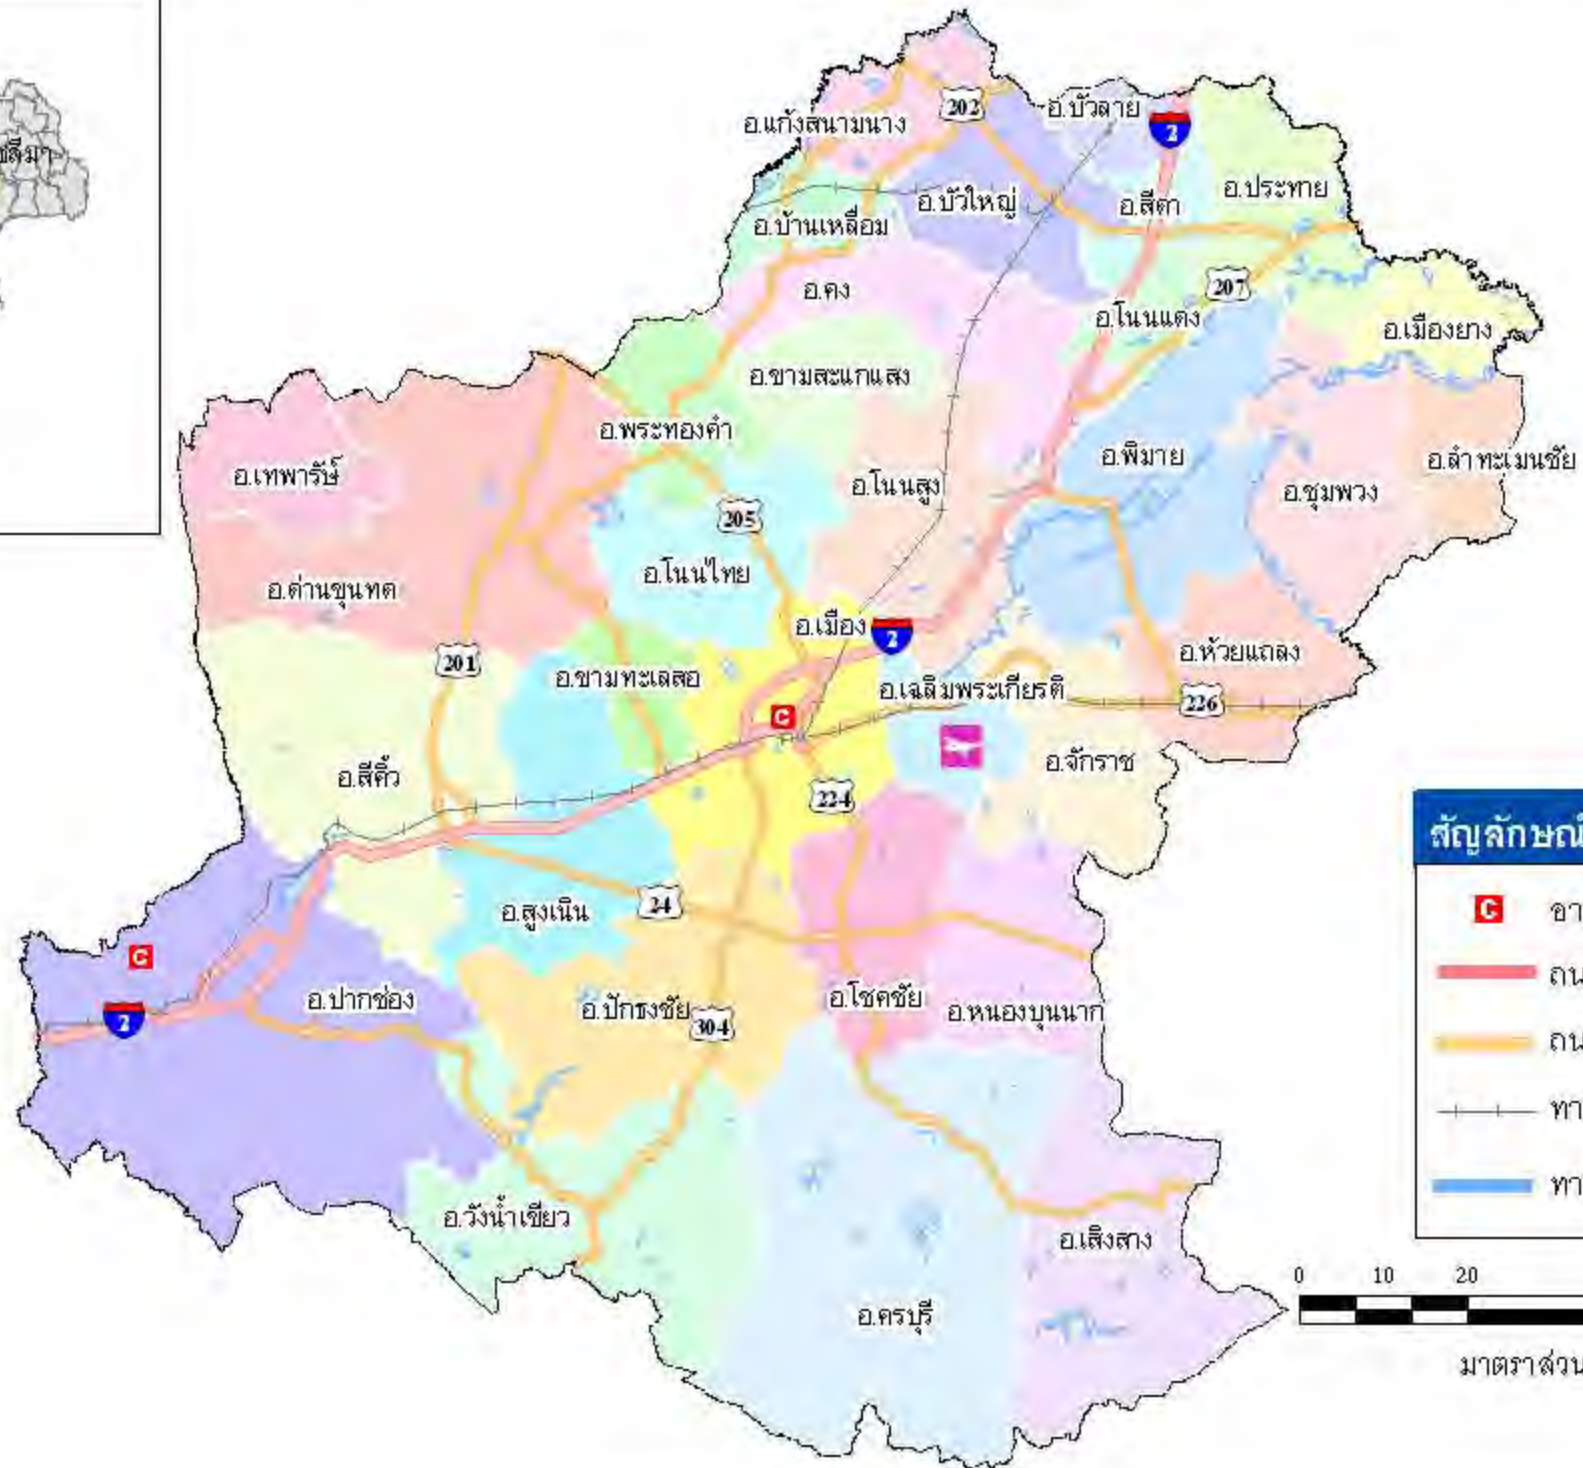 อ.แก้งสนามนาง
202
อ.บัวลาย
2
อ.บ้านเหลื่อม
อ.บัวใหญ่
อ.สีดา
อ.ประทาย
อ.คง
207
อ.โนนแดง
อ.เมืองยาง
อ.ขามสะแกแสง
อ.พระทองคำ
อ.เทพารัษ์
อ.โนนสูง
อ.พิมาย
อ.ชุมพวง
อ.ลำทะเมนชัย
205
อ.ด่านขุนทด
อ.โนนไทย
อ.เมือง
2
201
อ.ขามทะเลสอ
อ.เฉลิมพระเกียรติ
อ.ห้วยแถลง
226
C
อ.สีคิ้ว
224
อ.จักราช
อ.สูงเนิน
24
C
2
อ.ปากช่อง
อ.ปักธงชัย
304
อ.โชคชัย
อ.หนองบุนนาก
อ.วังน้ำเขียว
อ.เสิงสาง
อ.ครบุรี
สัญลักษณ์
C
0 10 20
มาตราส่วน